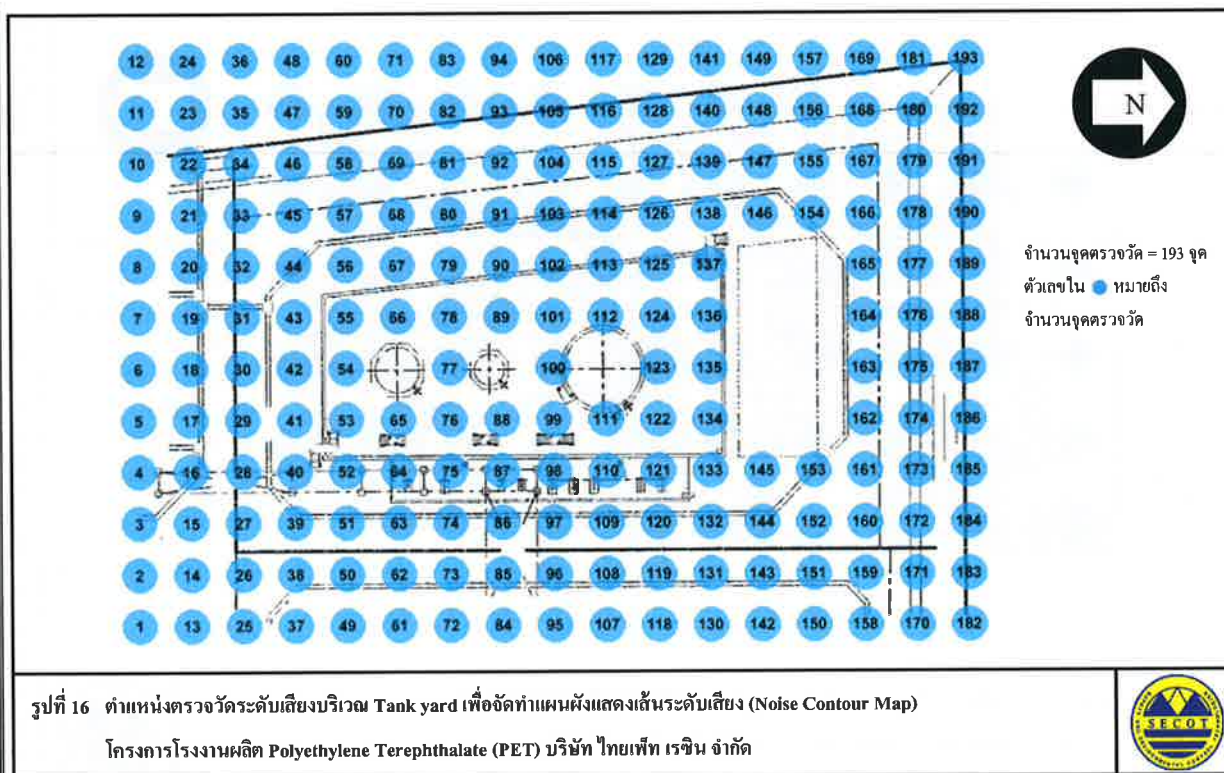 12 24 36 48 60 71 83 94 106 117 129 141 149 157 169 181 193
11 23 35 47 59 70 82 93 105 116 128 140 148 156 168 180 192
10 22 34 46 58 69 81 92 104 115 127 139 147 155 167 179 191
9 21 33 45 57 68 80 91 103 114 126 138 146 154 166 178 190
8 20 32 44 56 67 79 90 102 113 125 137 165 177 189
7 19 31 43 55 66 78 89 101 112 124 136 164 176 188
6 18 30 42 54 77 100 123 135 163 175 187
5 17 29 41 53 65 76 88 99 111 122 134 162 174 186
4 16 28 40 52 64 75 87 98 110 121 133 145 153 161 173 185
3 15 27 39 51 63 74 86 97 109 120 132 144 152 160 172 184
2 14 26 38 50 62 73 85 96 108 119 131 143 151 159 171 183
1 13 25 37 49 61 72 84 95 107 118 130 142 150 158 170 182
N
จำนวนจุดตรวจวัด = 193 จุด
ตัวเลขใน หมายถึง
จำนวนจุดตรวจวัด
รูปที่ 16 ตำแหน่งตรวจวัดระดับเสียงบริเวณ Tank yard เพื่อจัดทำแผนผังแสดงเส้นระดับเสียง (Noise Contour Map)
โครงการโรงงานผลิต Polyethylene Terephthalate (PET) บริษัท ไทยเพ็ท เรซิน จำกัด
SECOT